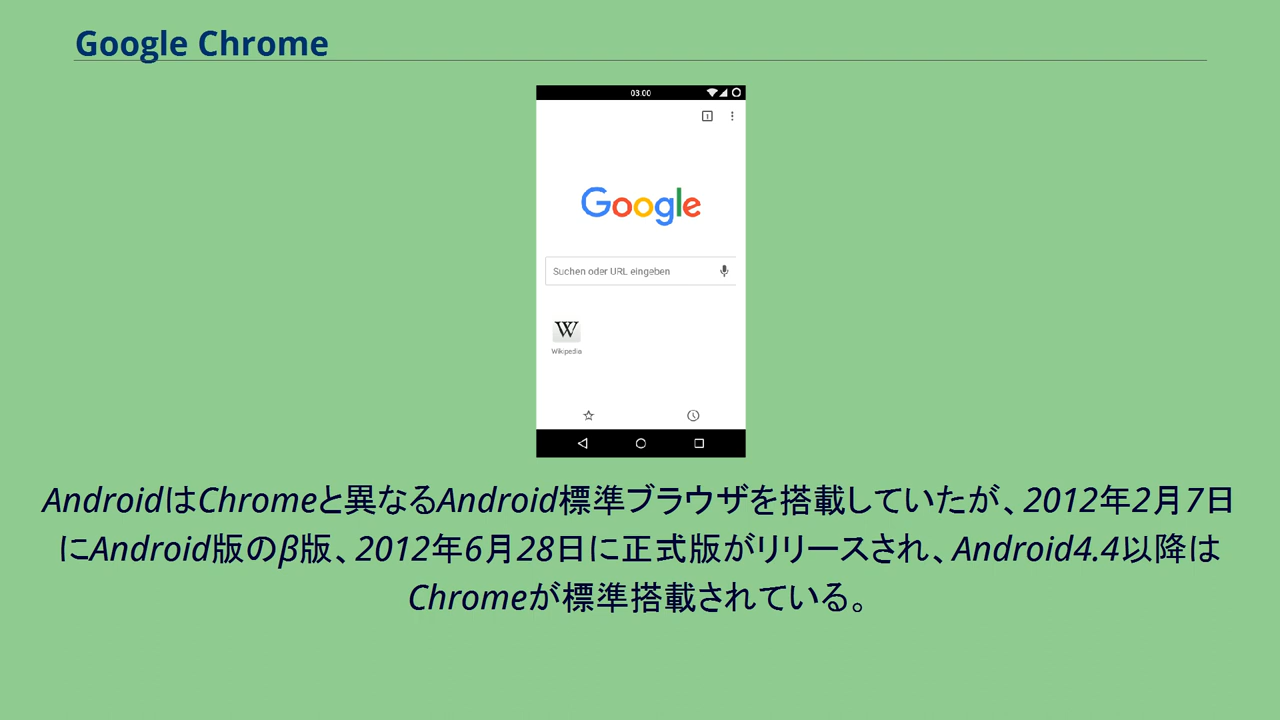 Google Chrome
03:00
1
Google
Suchen oder URL eingeben
W
Wikipedia
AndroidはChromeと異なるAndroid標準ブラウザを搭載していたが、2012年2月7日
にAndroid版のβ版、2012年6月28日に正式版がリリースされ、Android4.4以降は
Chromeが標準搭載されている。